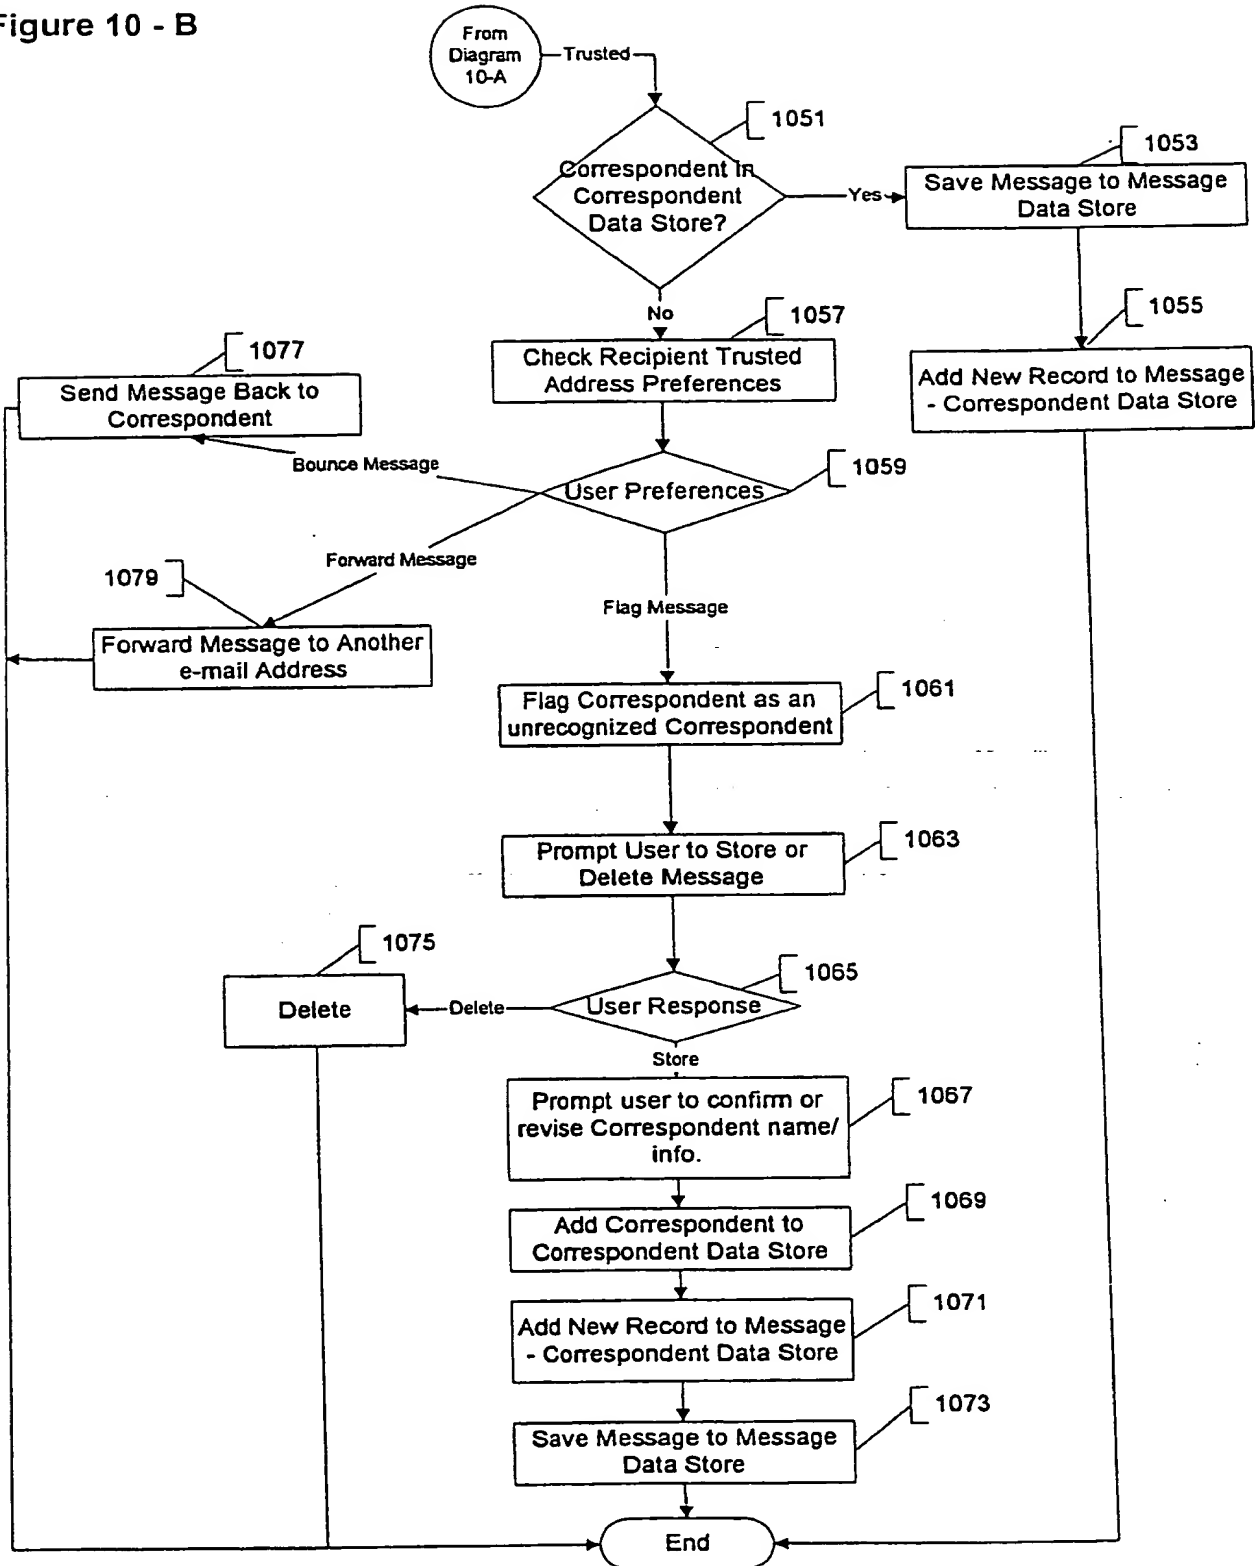 Figure 10 - B
From
Diagram
10-A
Trusted
1051
Correspondent in
Correspondent
Data Store?
Yes
1053
Save Message to Message
Data Store
1055
Add New Record to Message
- Correspondent Data Store
No
1057
Check Recipient Trusted
Address Preferences
1077
Send Message Back to
Correspondent
Bounce Message
1059
User Preferences
Forward Message
1079
Forward Message to Another
e-mail Address
Flag Message
1061
Flag Correspondent as an
unrecognized Correspondent
1063
Prompt User to Store or
Delete Message
1075
Delete
Delete
1065
User Response
Store
1067
Prompt user to confirm or
revise Correspondent name/
info.
1069
Add Correspondent to
Correspondent Data Store
1071
Add New Record to Message
- Correspondent Data Store
1073
Save Message to Message
Data Store
End